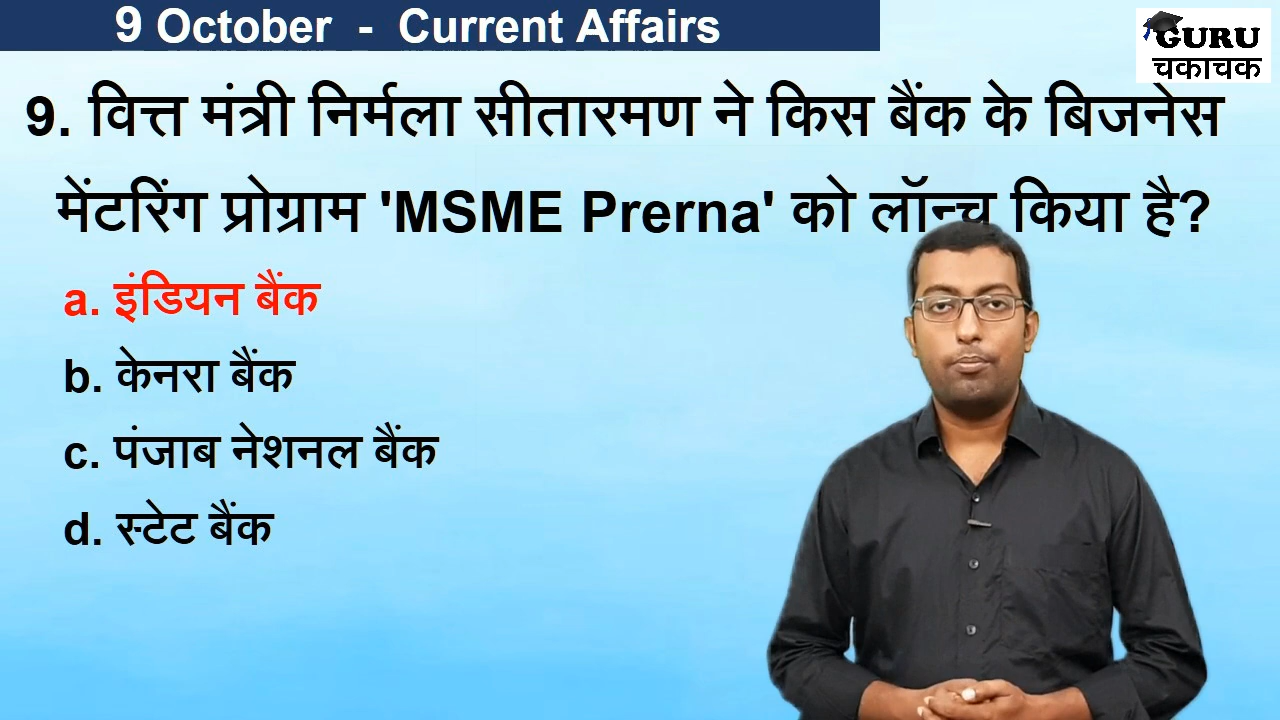 9 October - Current Affairs
GURU
चकाचक
9. वित्त मंत्री निर्मला सीतारमण ने किस बैंक के बिजनेस
मेंटरिंग प्रोग्राम 'MSME Prerna' को लॉन्च किया है?
a. इंडियन बैंक
b. केनरा बैंक
c. पंजाब नेशनल बैंक
d. स्टेट बैंक